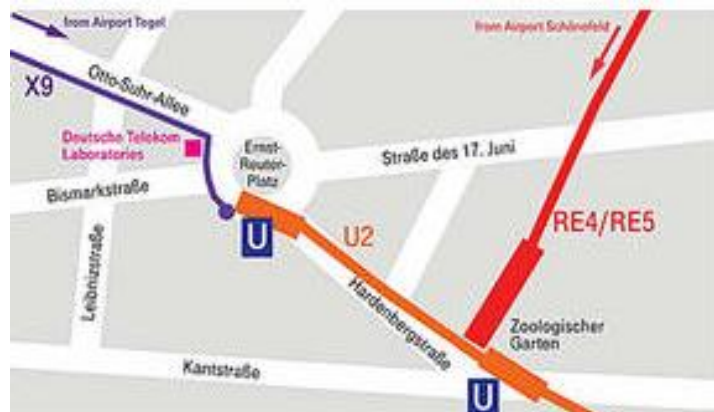 from Airport Tegel
from Airport Schönefeld
X9
Otto-Suhr-Allee
Deutsche Telekom
Laboratories
Ernst-
Reuter-
Platz
Straße des 17. Juni
Bismarkstraße
U
U2
RE4/RE5
Leibnizstraße
Hardenbergstraße
Zoologischer
Garten
Kantstraße
U